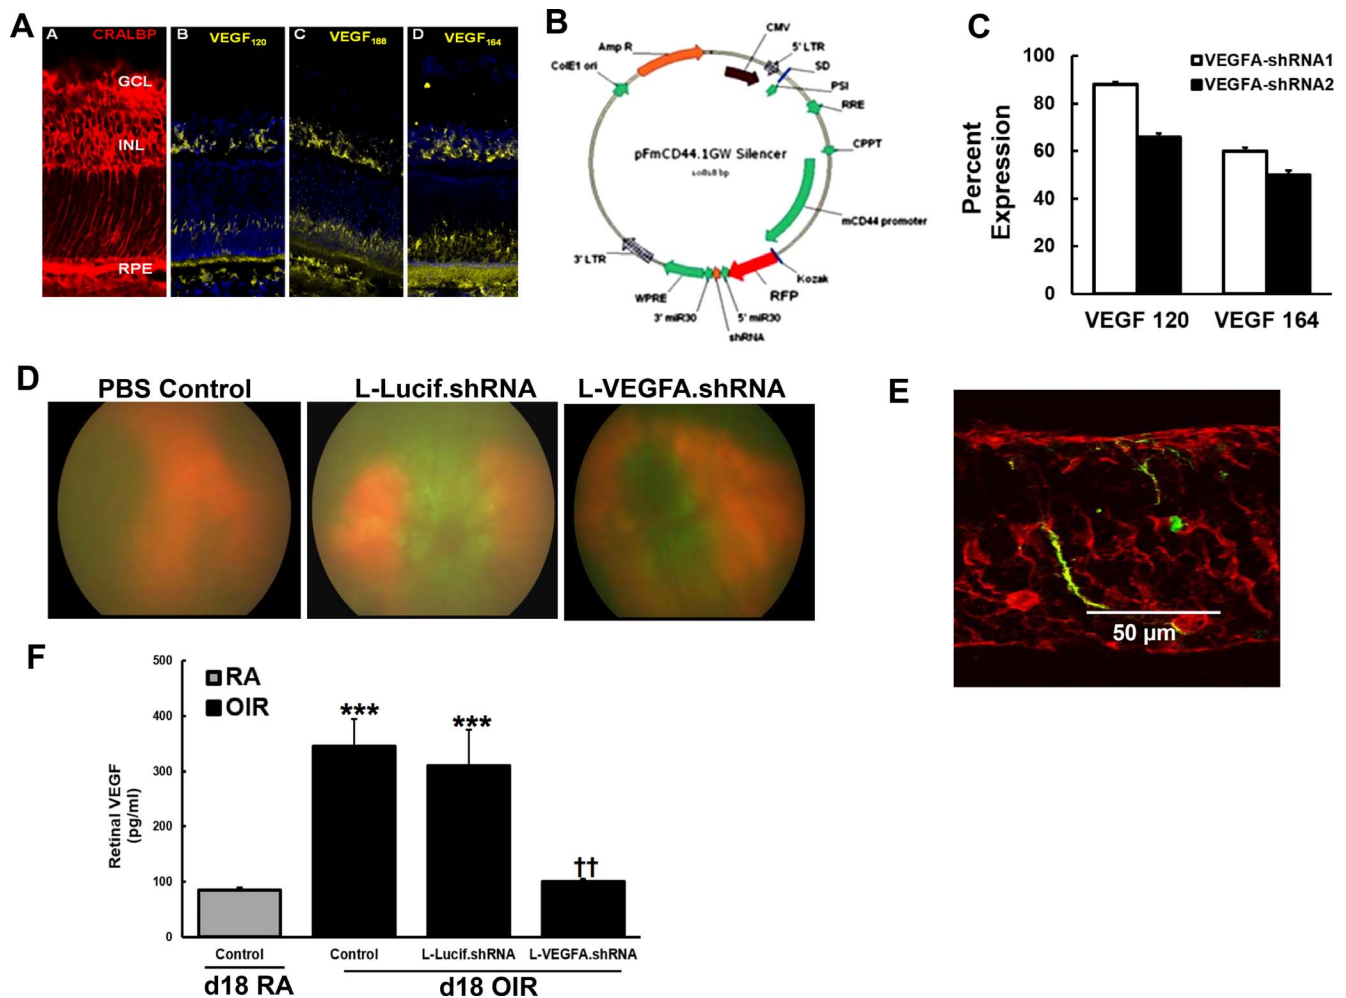 A
A
CRALBP
GCL
INL
RPE
B
VEGF120
C
VEGF188
D
VEGF164
B
CMV
5' LTR
SD
PSI
RRE
CPPT
mCD44 promoter
Kozak
RFP
5' miR30
shRNA
3' miR30
WPRE
3' LTR
ColE1 ori
Amp R
pFmCD44.1GW Silencer
C
Percent
Expression
100
80
60
40
20
0
VEGFA-shRNA1
VEGFA-shRNA2
VEGF 120
VEGF 164
D
PBS Control
L-Lucif.shRNA
L-VEGFA.shRNA
E
50 µm
F
Retinal VEGF
(pg/ml)
500
400
300
200
100
0
RA
OIR
***
***
††
Control
Control
L-Lucif.shRNA
L-VEGFA.shRNA
d18 RA
d18 OIR